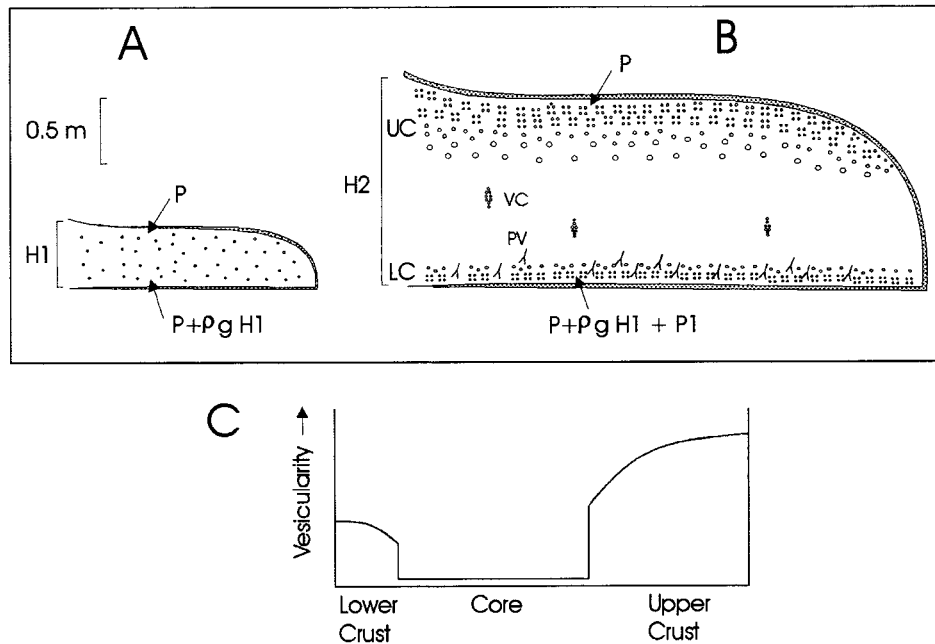 A
B
0.5 m
P
H1
P+ρg H1
P
UC
H2
VC
PV
LC
P+ρg H1 + P1
C
Vesicularity →
Lower Crust
Core
Upper Crust